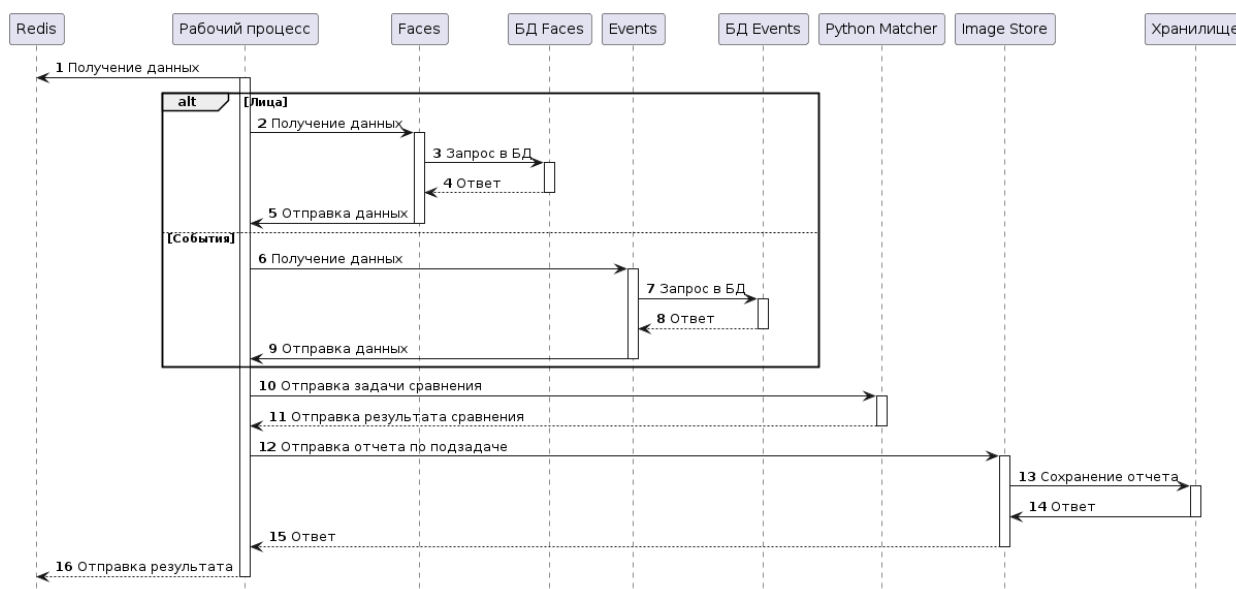 Redis
Рабочий процесс
Faces
БД Faces
Events
БД Events
Python Matcher
Image Store
Хранилище
1 Получение данных
alt
[Лица]
2 Получение данных
3 Запрос в БД
4 Ответ
5 Отправка данных
[События]
6 Получение данных
7 Запрос в БД
8 Ответ
9 Отправка данных
10 Отправка задачи сравнения
11 Отправка результата сравнения
12 Отправка отчета по подзадаче
13 Сохранение отчета
14 Ответ
15 Ответ
16 Отправка результата